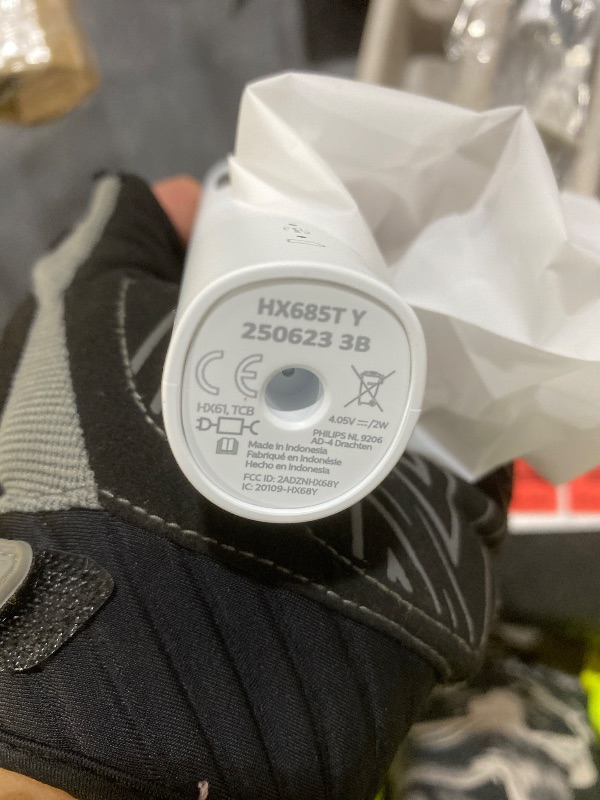 HX685T Y
250623 3B
CE
HX61, TCB
4.05V⎓/2W
PHILIPS NL 9206
AD-4 Drachten
Made in Indonesia
Fabriqué en Indonésie
Hecho en Indonesia
FCC ID: 2ADZNHX68Y
IC: 20109-HX68Y